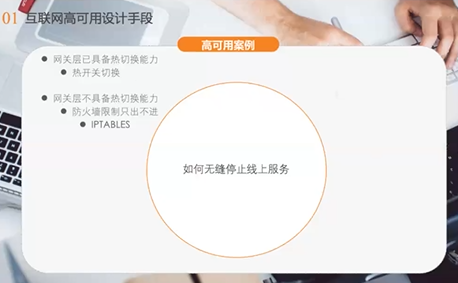 01 互联网高可用设计手段
高可用案例
网关层已具备热切换能力
热开关切换
网关层不具备热切换能力
防火墙限制只出不进
IPTABLES
如何无缝停止线上服务